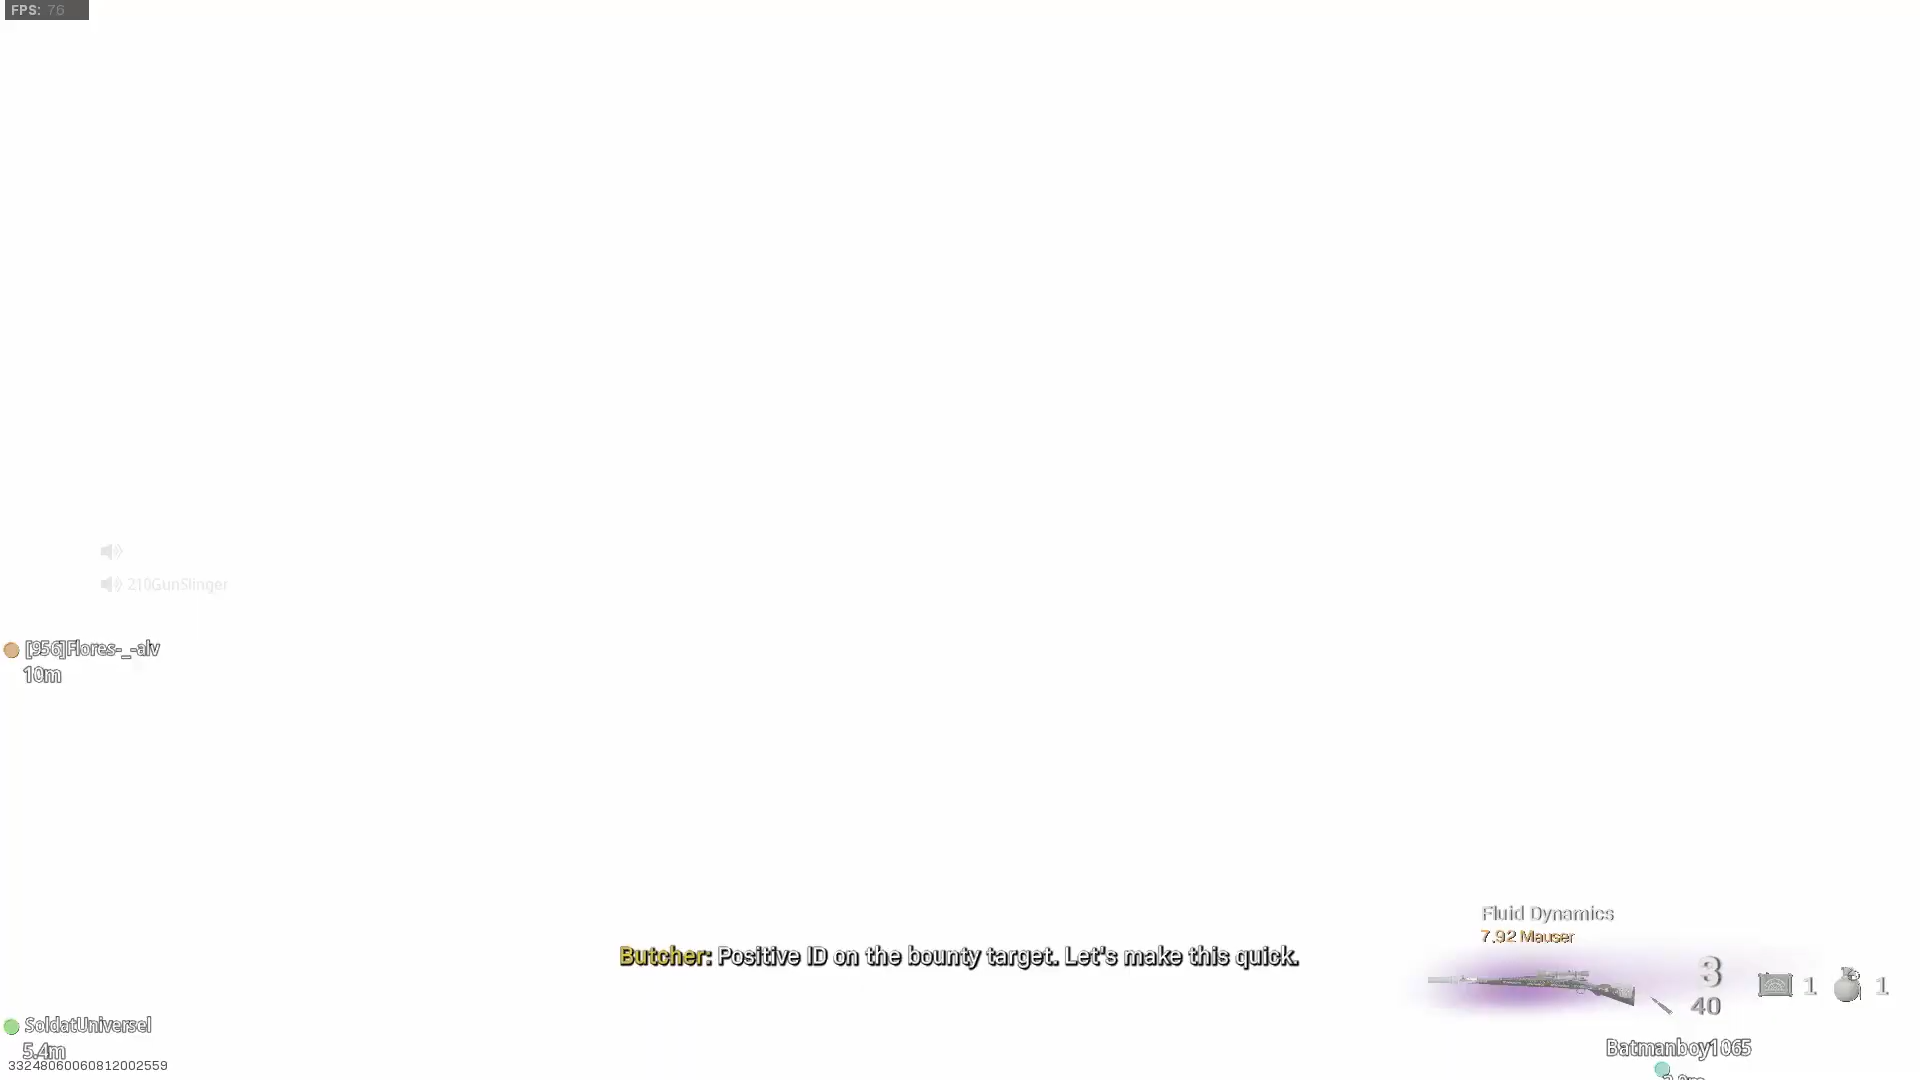 FPS: 76
210GunSlinger
[956]Flores-_-alv
10m
Fluid Dynamics
7.92 Mauser
Butcher: Positive ID on the bounty target. Let's make this quick.
3
40
1
1
SoldatUniversel
5.4m
33248060060812002559
Batmanboy1065